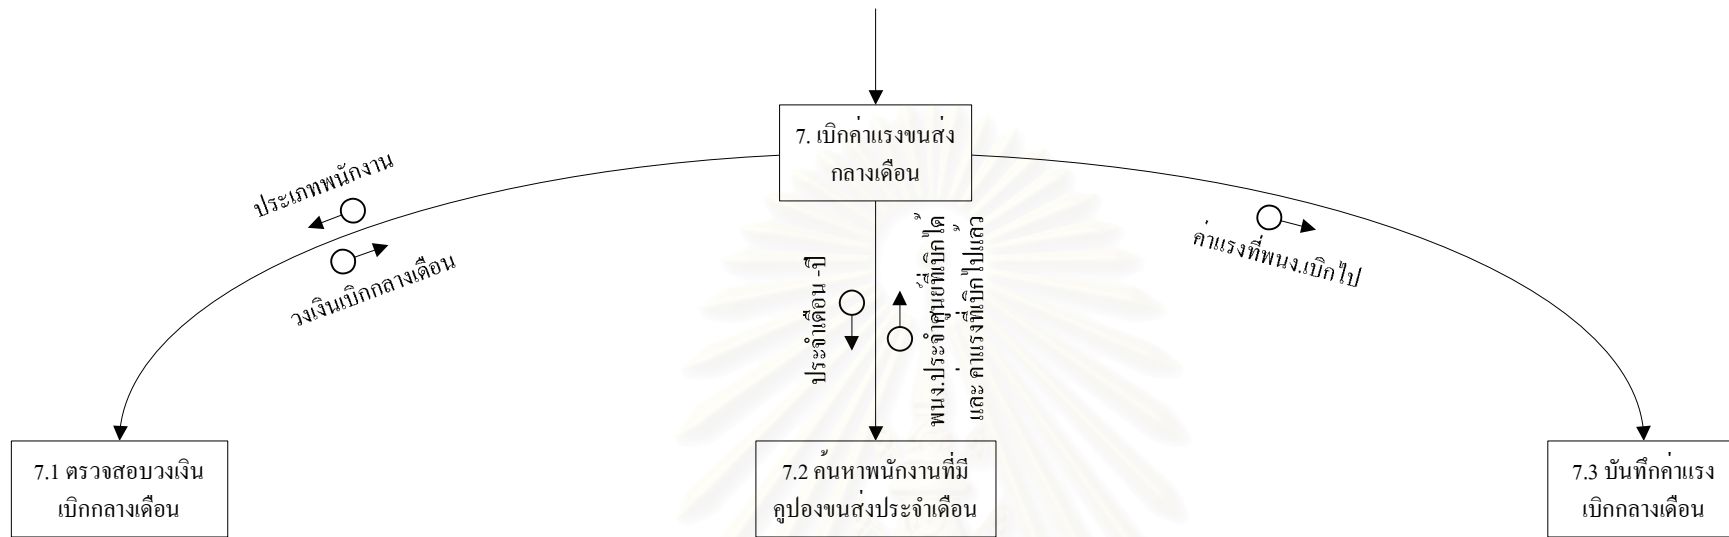 7. เบิกค่าแรงขนส่ง
กลางเดือน
ประเภทพนักงาน
วงเงินเบิกกลางเดือน
ประจำเดือน-ปี
พนง.ประจำศูนย์ที่เบิกได้
และ ค่าแรงที่เบิกไปแล้ว
ค่าแรงที่พนง.เบิกไป
7.1 ตรวจสอบวงเงิน
เบิกกลางเดือน
7.2 ค้นหาพนักงานที่มี
คูปองขนส่งประจำเดือน
7.3 บันทึกค่าแรง
เบิกกลางเดือน